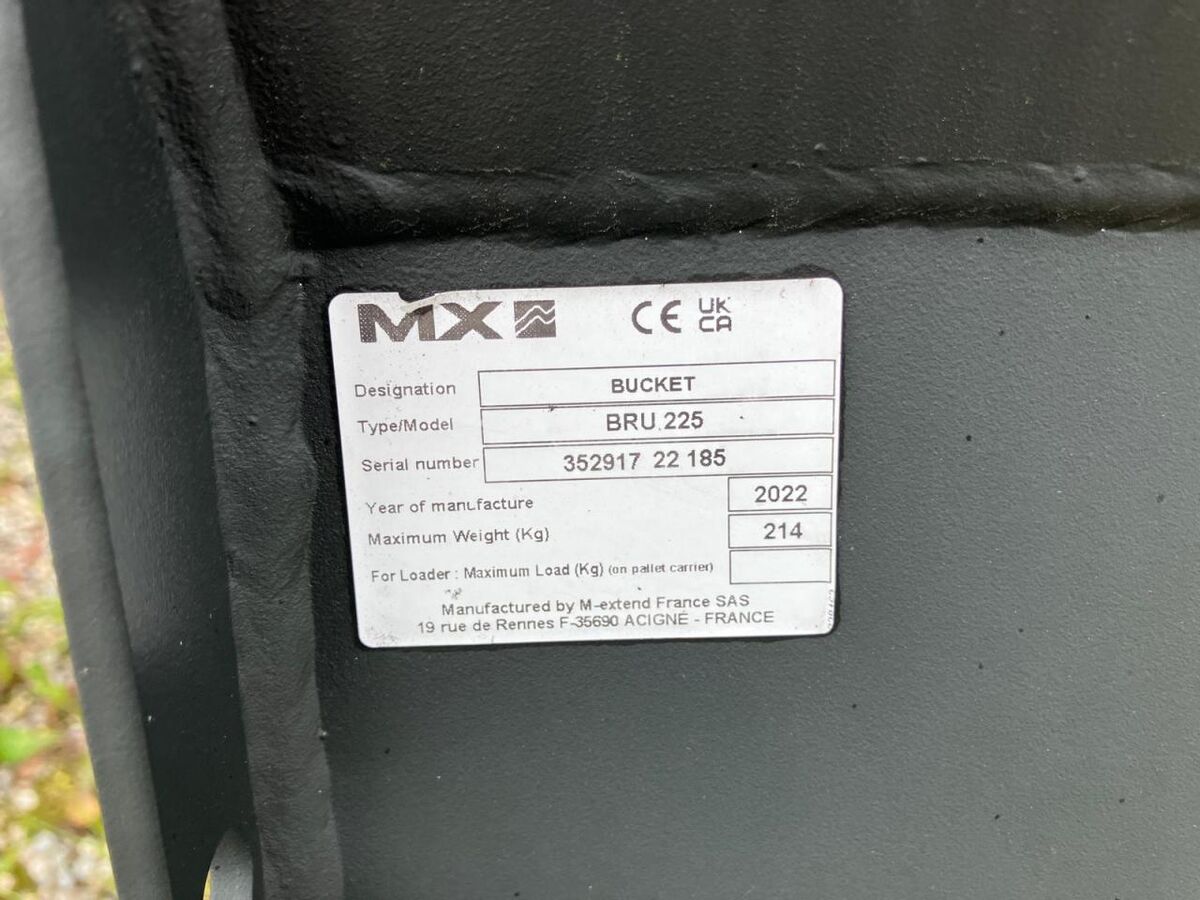 MX CE UK CA
Designation BUCKET
Type/Model BRU 225
Serial number 352917 22 185
Year of manufacture 2022
Maximum Weight (Kg) 214
For Loader : Maximum Load (Kg) (on pallet carrier)
Manufactured by M-extend France SAS
19 rue de Rennes F-35690 ACIGNÉ - FRANCE